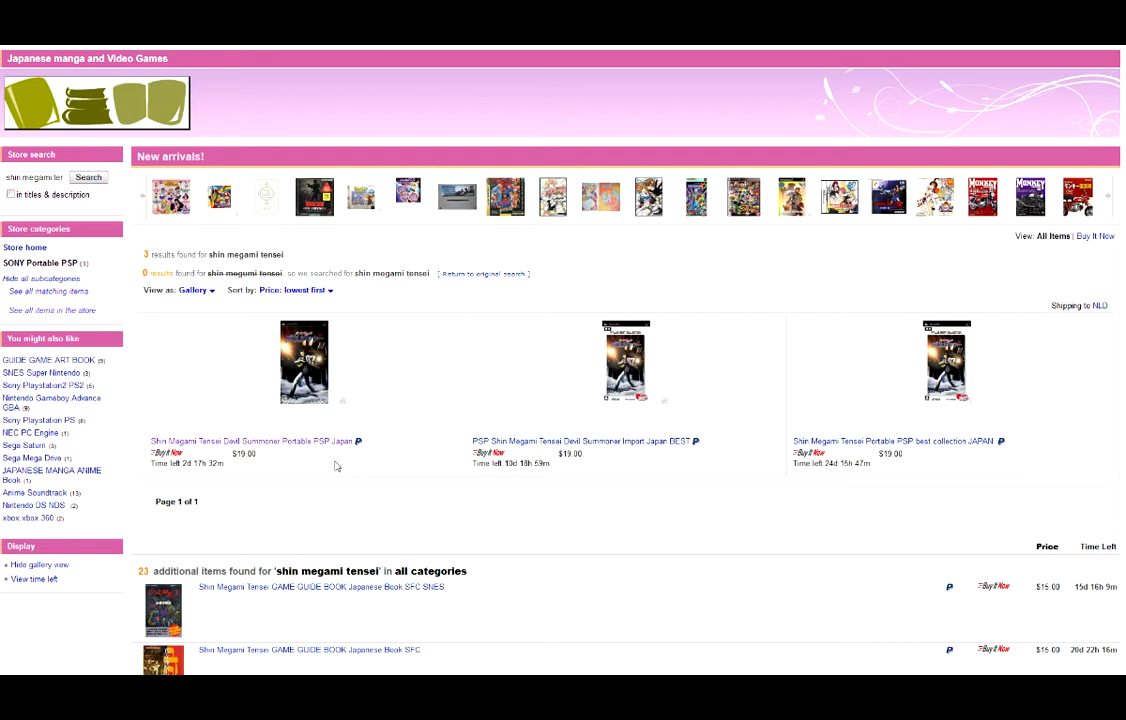 Japanese manga and Video Games
Store search
shin megami ter Search
in titles & description
Store categories
Store home
SONY Portable PSP (3)
Hide all subcategories
See all matching items
See all items in the store
You might also like
GUIDE GAME ART BOOK (9)
SNES Super Nintendo (3)
Sony Playstation2 PS2 (5)
Nintendo Gameboy Advance
GBA (9)
Sony Playstation PS (8)
NEC PC Engine (1)
Sega Saturn (3)
Sega Mega Drive (1)
JAPANESE MANGA ANIME
Book (1)
Anime Soundtrack (13)
Nintendo DS NDS (2)
xbox xbox 360 (2)
Display
Hide gallery view
View time left
New arrivals!
View: All Items | Buy It Now
3 results found for shin megami tensei
0 results found for shin megumi tensei so we searched for shin megami tensei [ Return to original search ]
View as: Gallery Sort by: Price: lowest first
Shipping to NLD
Shin Megami Tensei Devil Summoner Portable PSP Japan
Buy It Now $19.00
Time left 2d 17h 32m
PSP Shin Megami Tensei Devil Summoner Import Japan BEST
Buy It Now $19.00
Time left 10d 18h 59m
Shin Megami Tensei Portable PSP best collection JAPAN
Buy It Now $19.00
Time left 24d 15h 47m
Page 1 of 1
Price Time Left
23 additional items found for 'shin megami tensei' in all categories
Shin Megami Tensei GAME GUIDE BOOK Japanese Book SFC SNES
Buy It Now $15.00 15d 16h 9m
Shin Megami Tensei GAME GUIDE BOOK Japanese Book SFC
Buy It Now $15.00 20d 22h 16m